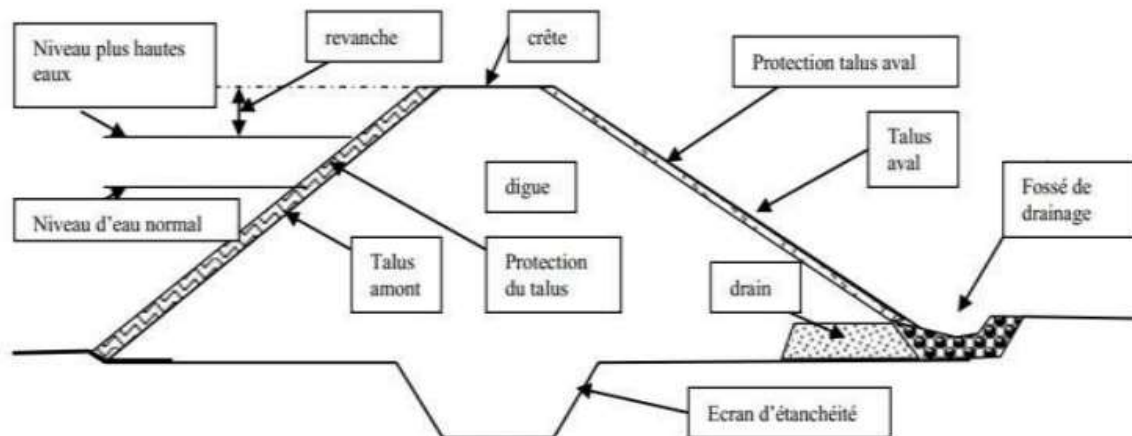 Niveau plus hautes
eaux
revanche
crête
Protection talus aval
Talus
aval
digue
Fossé de
drainage
Niveau d'eau normal
Talus
amont
Protection
du talus
drain
Ecran d'étanchéité